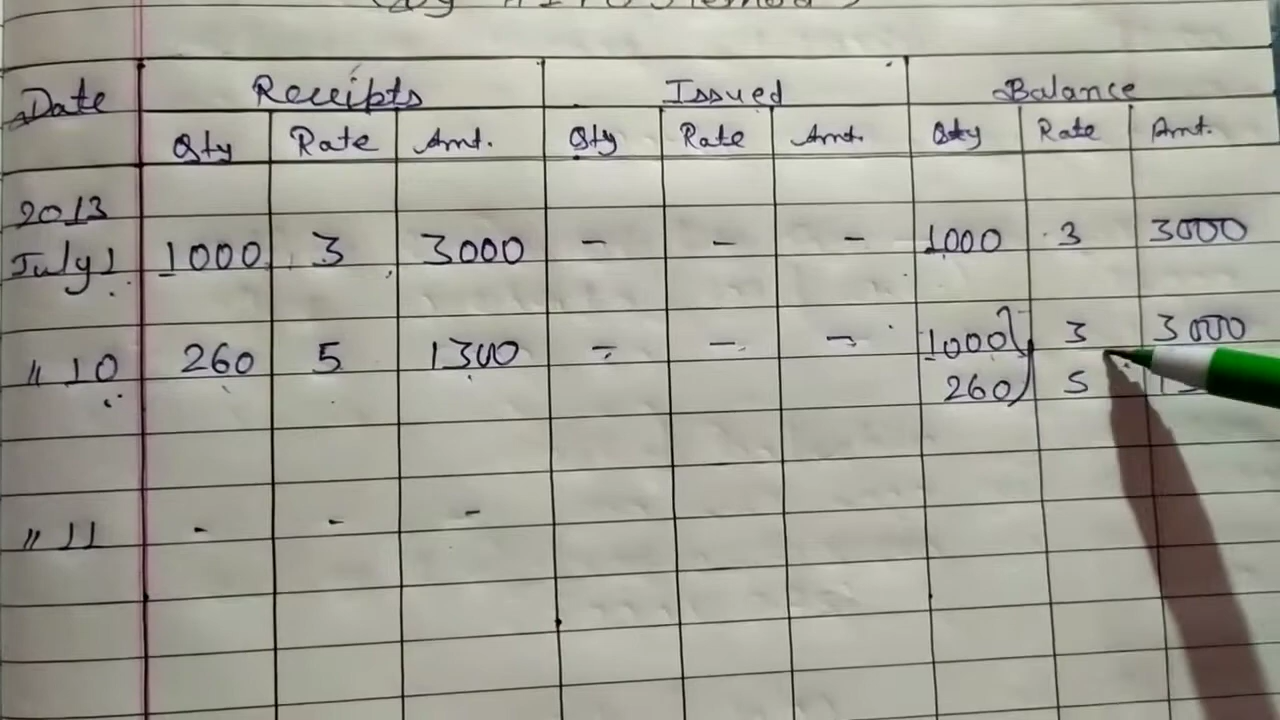 Date Receipts Issued Balance
Qty Rate Amt. Qty Rate Amt. Qty Rate Amt.
2013
July 1 1000 3 3000 - - - 1000 3 3000
" 10 260 5 1300 - - - 1000 3 3000
260 5
" 11 - - -